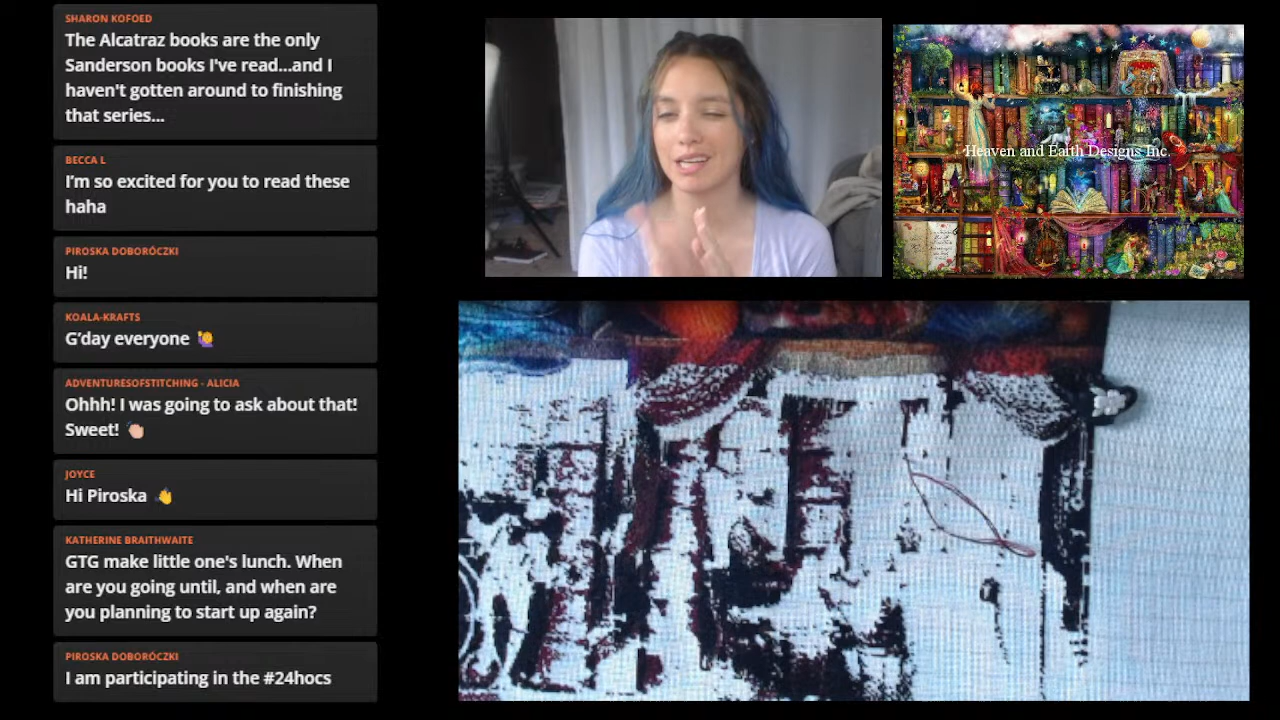 SHARON KOFOED
The Alcatraz books are the only
Sanderson books I've read...and I
haven't gotten around to finishing
that series...
BECCA L
I'm so excited for you to read these
haha
PIROSKA DOBORÓCZKI
Hi!
KOALA-KRAFTS
G'day everyone 🙋
ADVENTURESOFSTITCHING - ALICIA
Ohhh! I was going to ask about that!
Sweet! 👏
JOYCE
Hi Piroska 👋
KATHERINE BRAITHWAITE
GTG make little one's lunch. When
are you going until, and when are
you planning to start up again?
PIROSKA DOBORÓCZKI
I am participating in the #24hocs
Heaven and Earth Designs Inc.